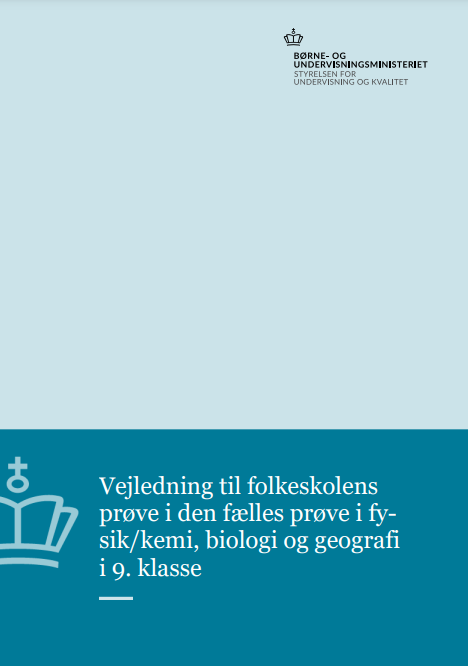 BØRNE- OG
UNDERVISNINGSMINISTERIET
STYRELSEN FOR
UNDERVISNING OG KVALITET
Vejledning til folkeskolens
prøve i den fælles prøve i fy-
sik/kemi, biologi og geografi
i 9. klasse